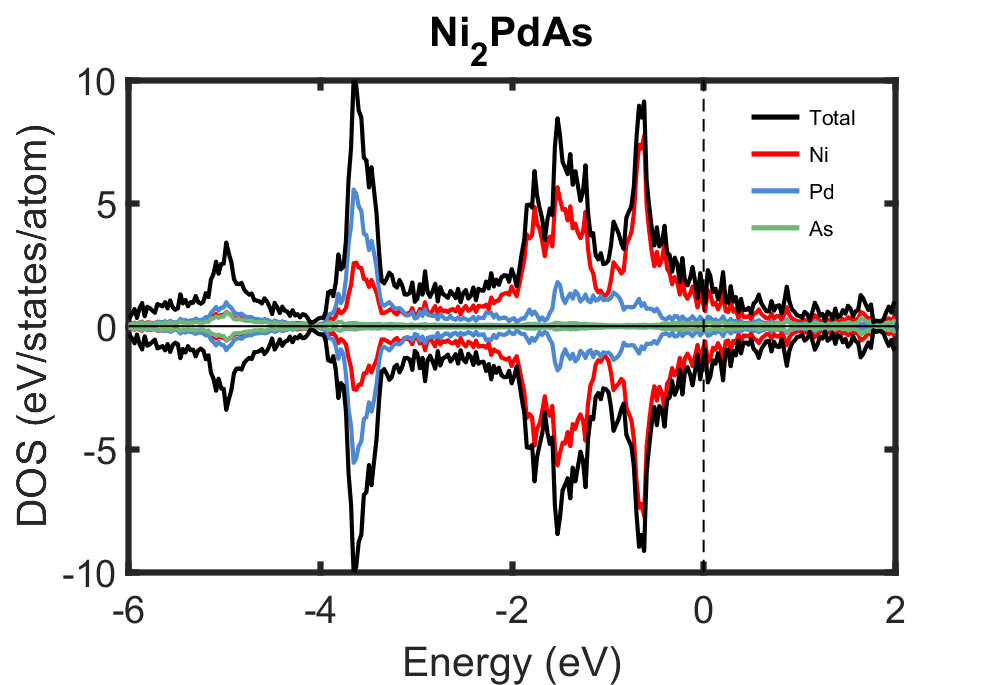 Ni2PdAs
DOS (eV/states/atom)
10
5
0
0
-5
-10
Total
Ni
Pd
As
-6
-4
-2
0
2
Energy (eV)